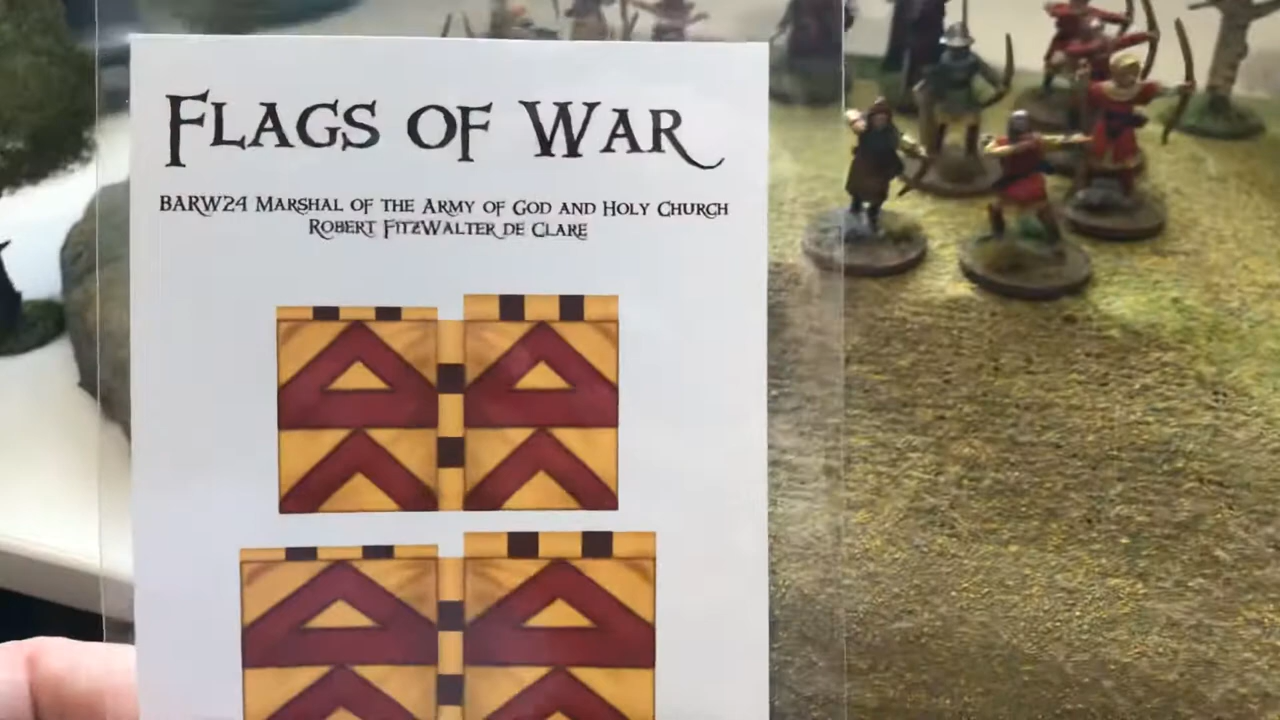 Flags of War
BARW24 Marshal of the Army of God and Holy Church
Robert FitzWalter de Clare